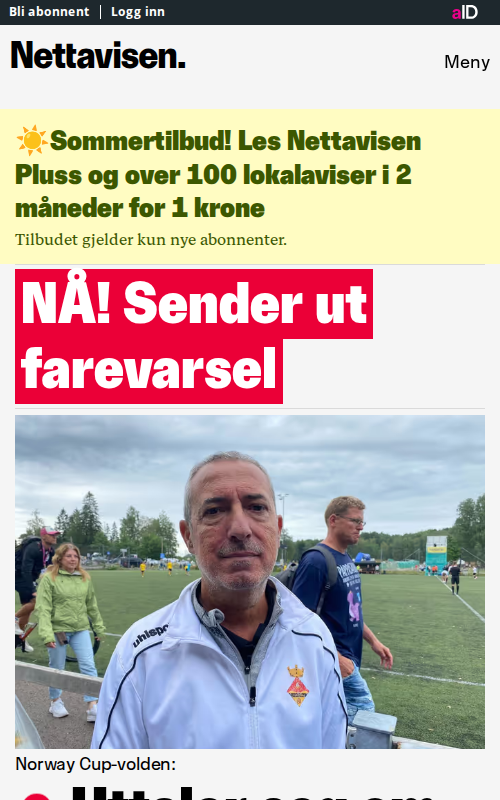 Bli abonnent | Logg inn
aID
Nettavisen.
Meny
☀️Sommertilbud! Les Nettavisen
Pluss og over 100 lokalaviser i 2
måneder for 1 krone
Tilbudet gjelder kun nye abonnenter.
NÅ! Sender ut
farevarsel
uhlspo
Norway Cup-volden: